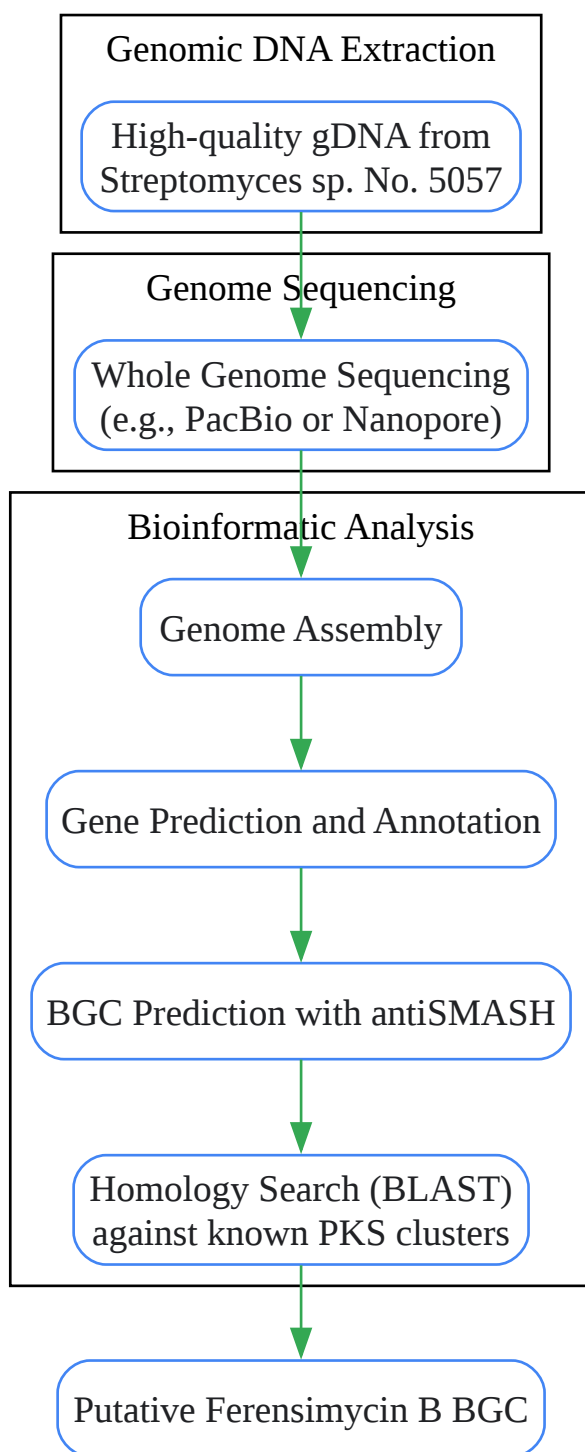 Genomic DNA Extraction
High-quality gDNA from
Streptomyces sp. No. 5057
Genome Sequencing
Whole Genome Sequencing
(e.g., PacBio or Nanopore)
Bioinformatic Analysis
Genome Assembly
Gene Prediction and Annotation
BGC Prediction with antiSMASH
Homology Search (BLAST)
against known PKS clusters
Putative Ferensimycin B BGC